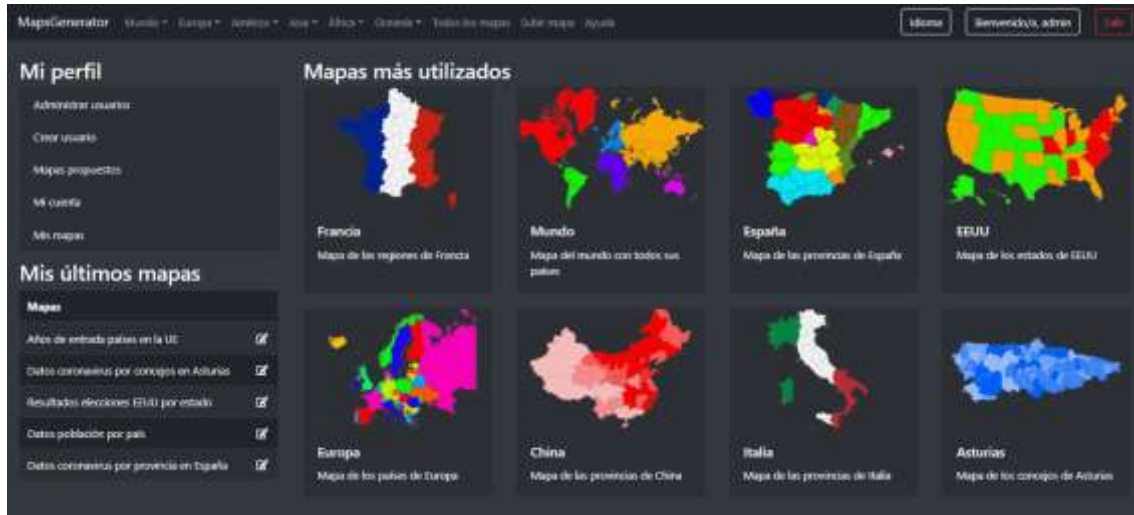 MapsGenerator Mundo Europa América Asia África Oceanía Todos los mapas Subir mapa Ayuda Idioma Bienvenido/a, admin Salir
Mi perfil
Administrar usuarios
Crear usuario
Mapas propuestos
Mi cuenta
Mis mapas
Mis últimos mapas
Mapas
Años de entrada países en la UE
Datos coronavirus por concejos en Asturias
Resultados elecciones EEUU por estado
Datos población por país
Datos coronavirus por provincia en España
Mapas más utilizados
Francia
Mapa de las regiones de Francia
Mundo
Mapa del mundo con todos sus
países
España
Mapa de las provincias de España
EEUU
Mapa de los estados de EEUU
Europa
Mapa de los países de Europa
China
Mapa de las provincias de China
Italia
Mapa de las provincias de Italia
Asturias
Mapa de los concejos de Asturias